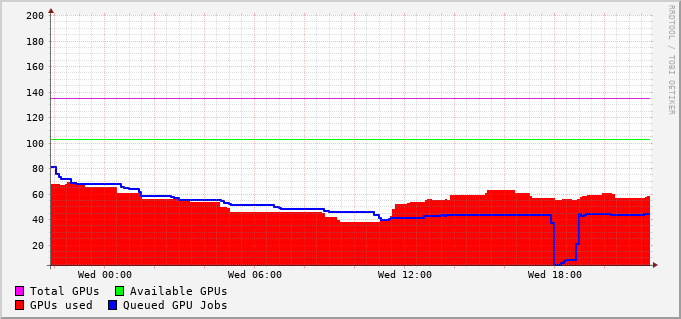 200
180
160
140
120
100
80
60
40
20
Wed 00:00 Wed 06:00 Wed 12:00 Wed 18:00
Total GPUs Available GPUs
GPUs used Queued GPU Jobs
RRDTOOL / TOBI OETIKER